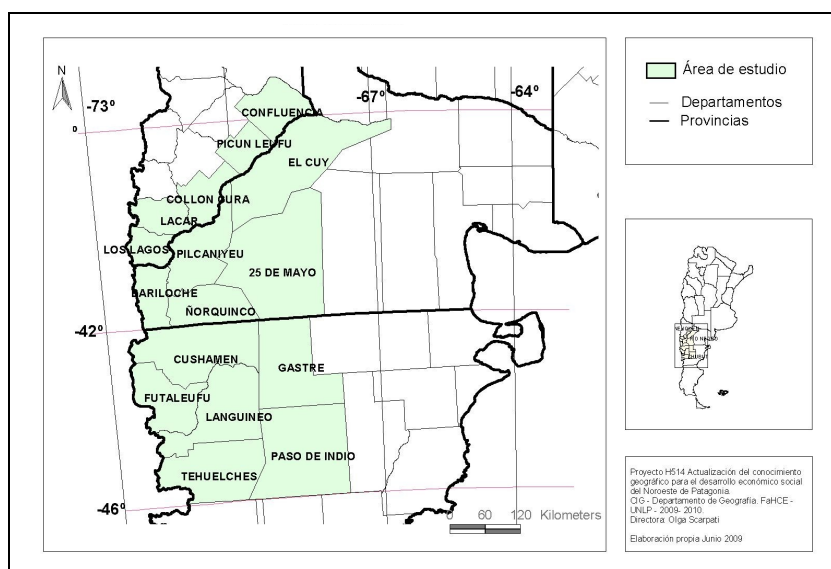 N
-73º
-67º
-64º
CONFLUENCIA
PICUN LEUFU
EL CUY
COLLON CURA
LACAR
LOS LAGOS
PILCANIYEU
25 DE MAYO
BARILOCHE
ÑORQUINCO
-42º
CUSHAMEN
GASTRE
FUTALEUFU
LANGUINEO
PASO DE INDIO
TEHUELCHES
-46º
0 60 120 Kilometers
Área de estudio
Departamentos
Provincias
Proyecto H514 Actualización del conocimiento
geográfico para el desarrollo económico social
del Noroeste de Patagonia.
CIG - Departamento de Geografía. FaHCE -
UNLP - 2009- 2010.
Directora: Olga Scarpati
Elaboración propia Junio 2009